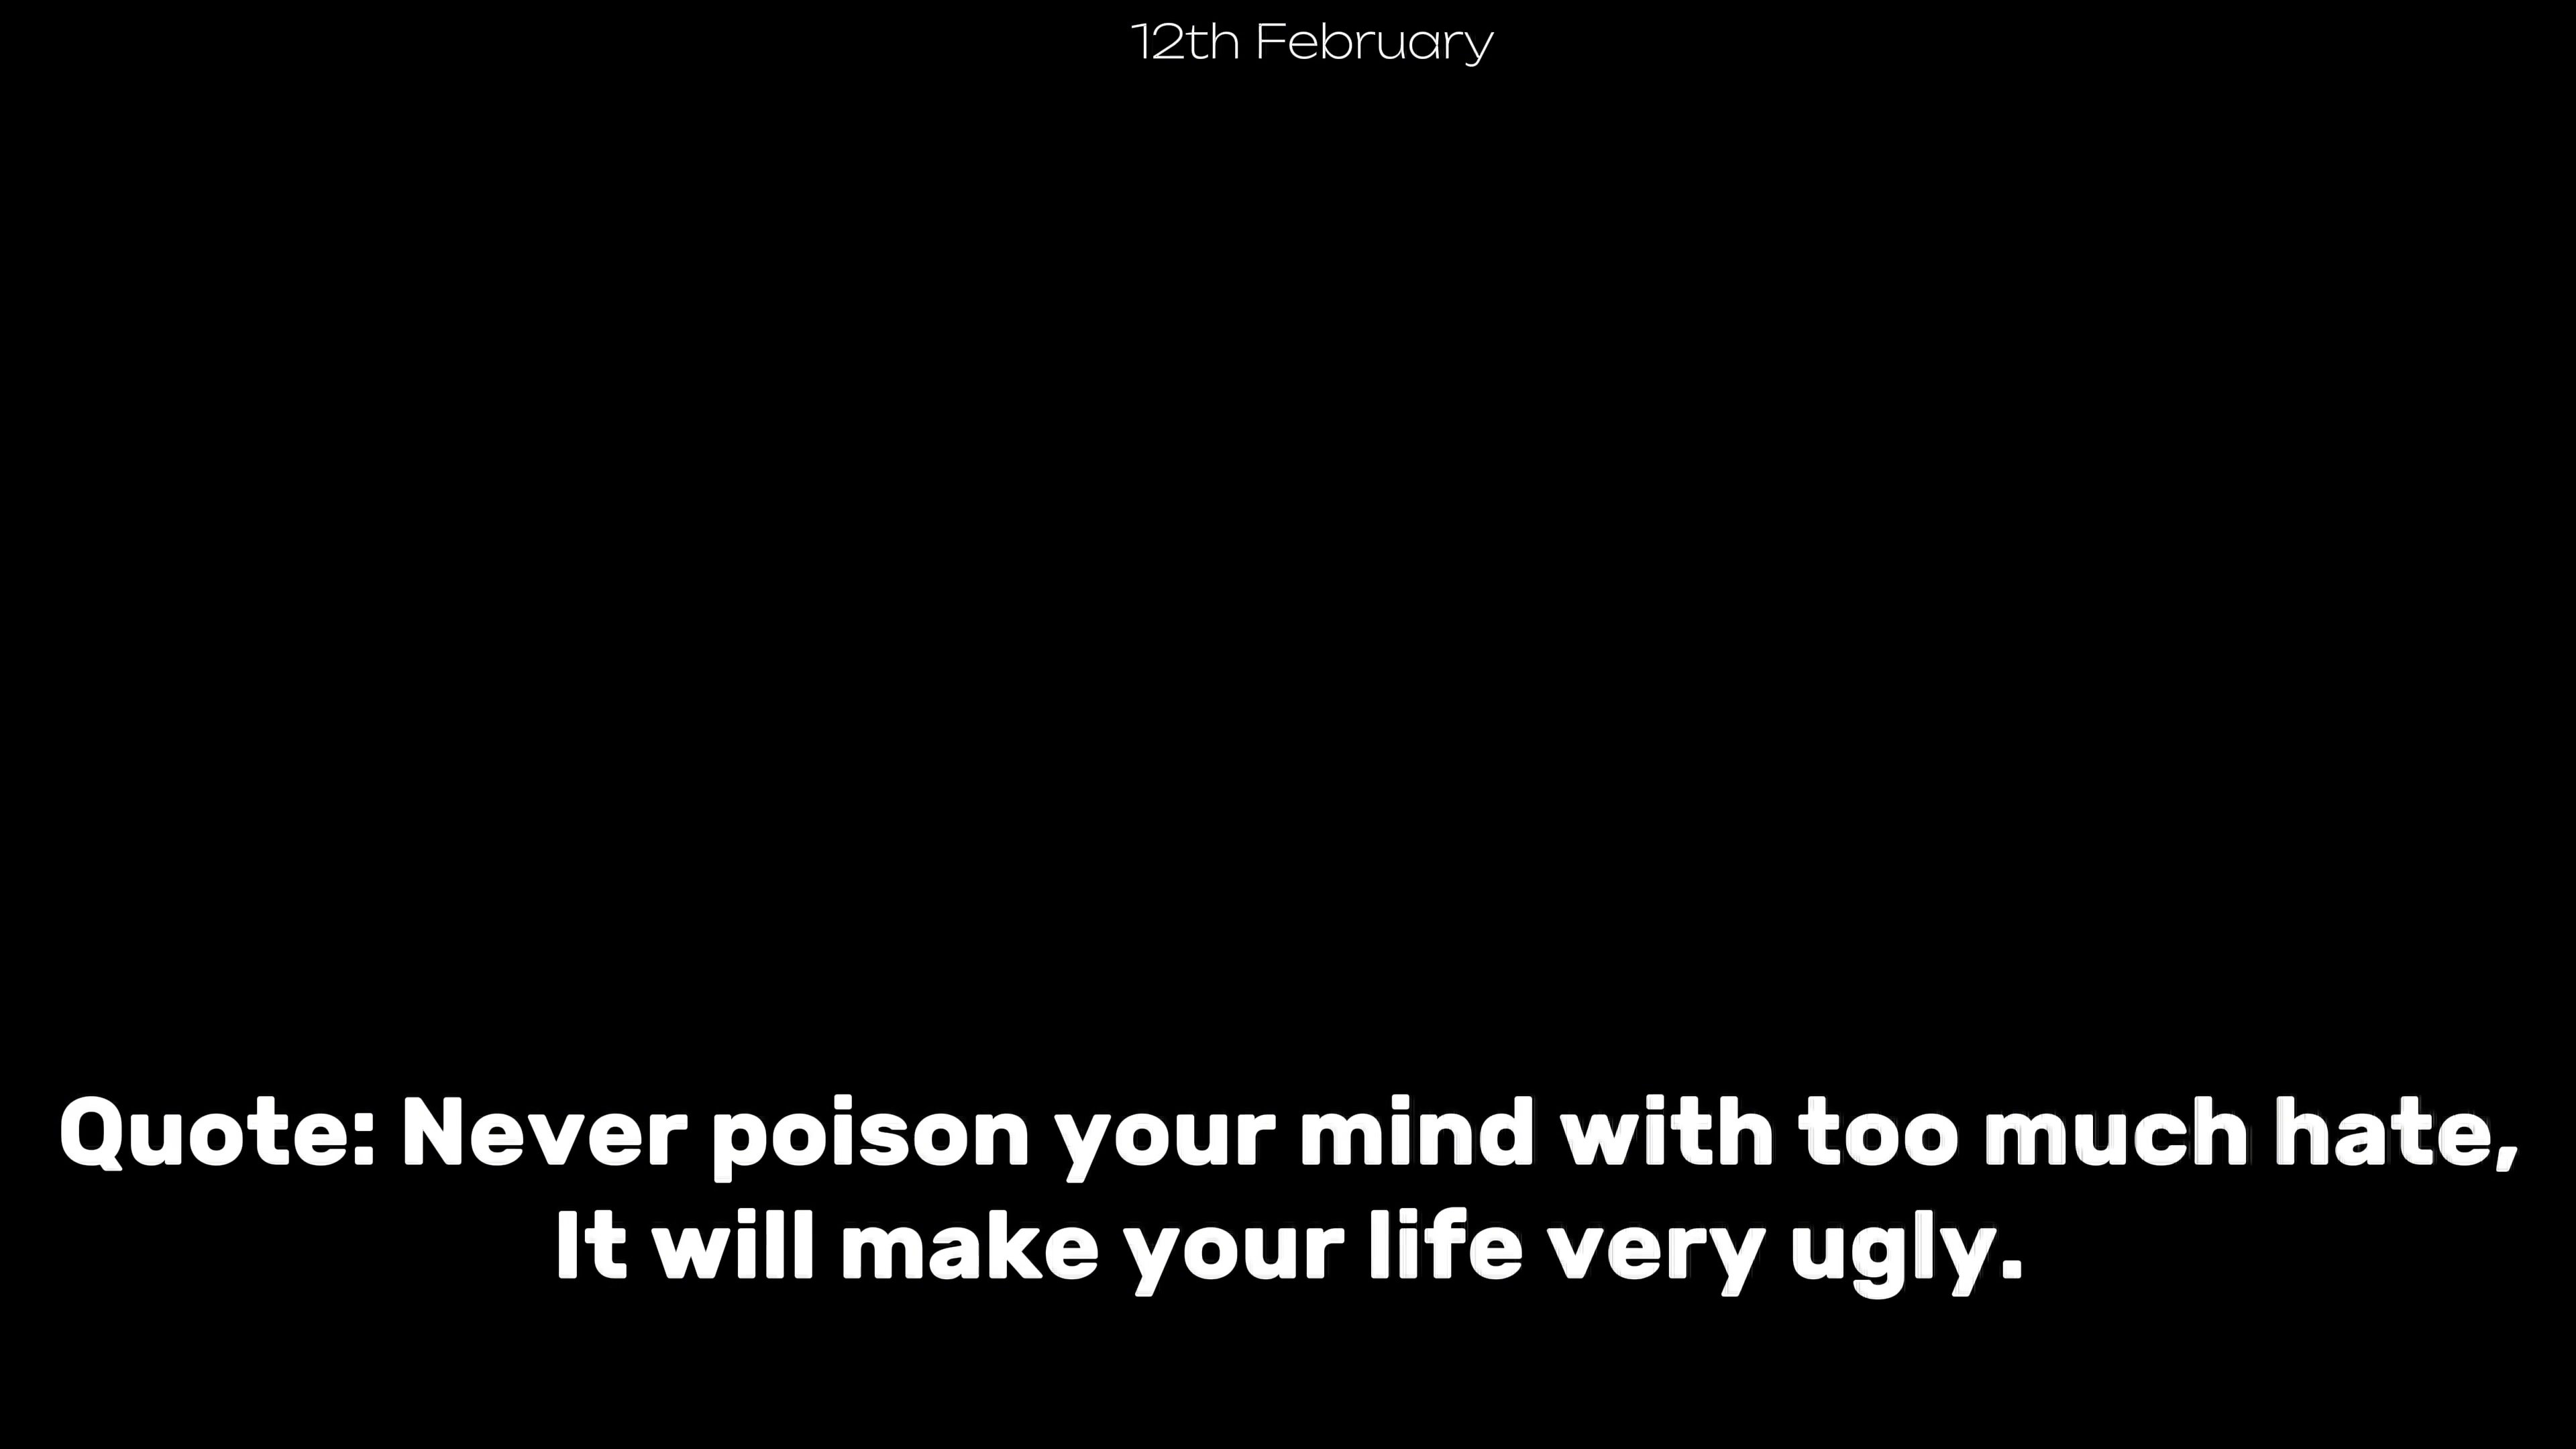 12th February
Quote: Never poison your mind with too much hate,
It will make your life very ugly.